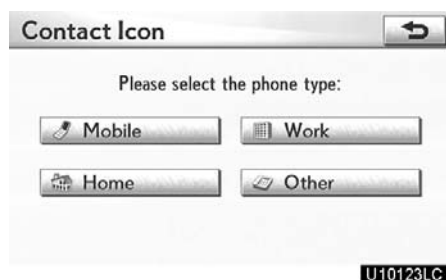 Contact Icon
Please select the phone type:
Mobile Work
Home Other
U10123LC